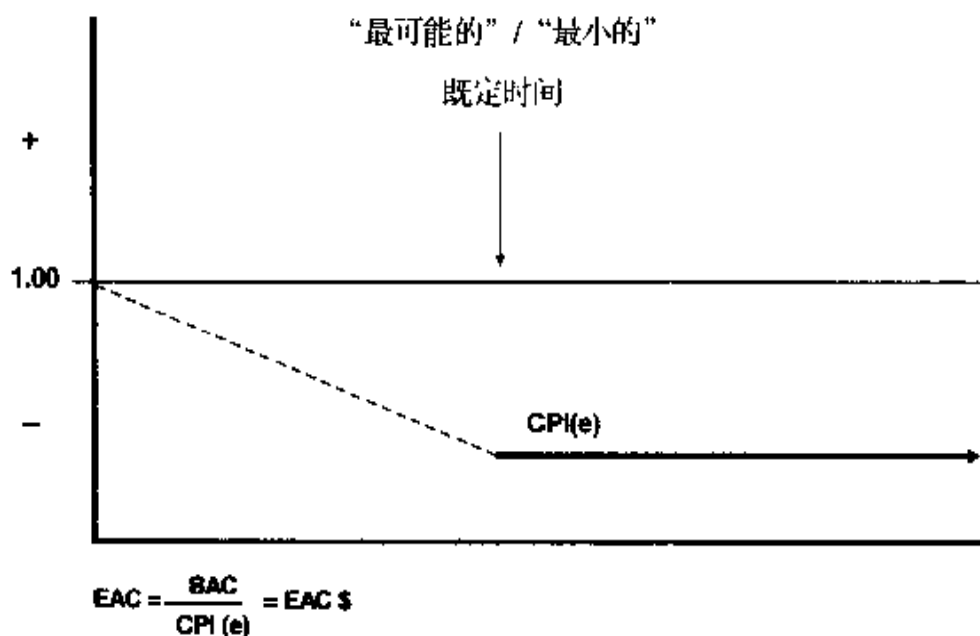 “最可能的” / “最小的”
既定时间
+
1.00
–
CPI(e)
EAC = BAC / CPI (e) = EAC $